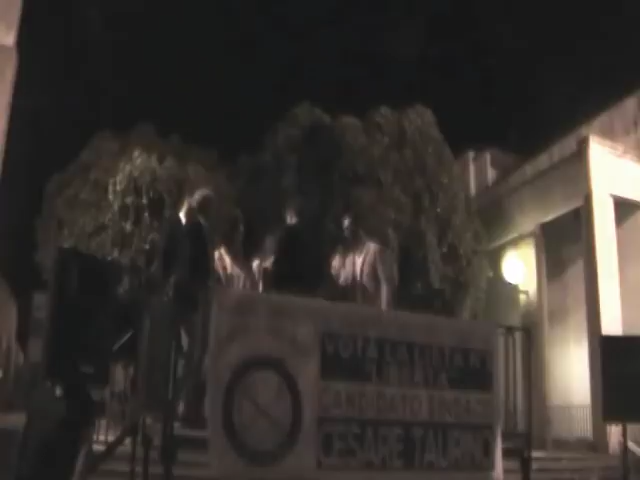 VOTA LA LISTA N
CANDIDATO SINDACO
CESARE TAURINO